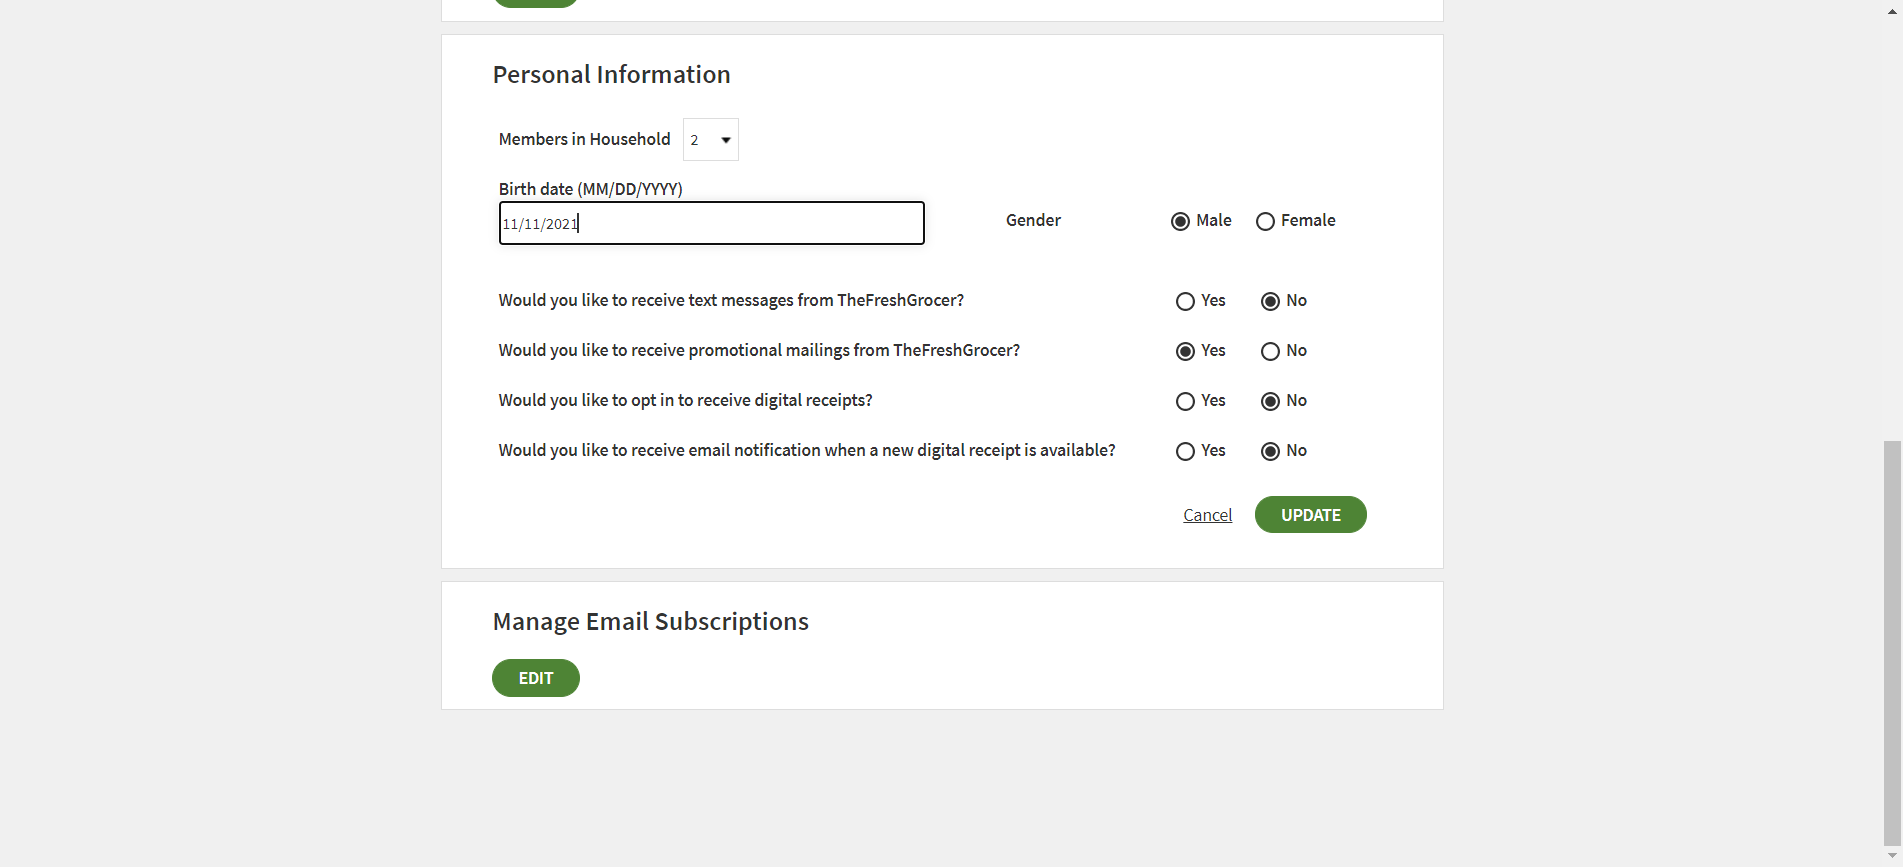 Personal Information
Members in Household 2
Birth date (MM/DD/YYYY)
11/11/2021
Gender Male Female
Would you like to receive text messages from TheFreshGrocer? Yes No
Would you like to receive promotional mailings from TheFreshGrocer? Yes No
Would you like to opt in to receive digital receipts? Yes No
Would you like to receive email notification when a new digital receipt is available? Yes No
Cancel UPDATE
Manage Email Subscriptions
EDIT